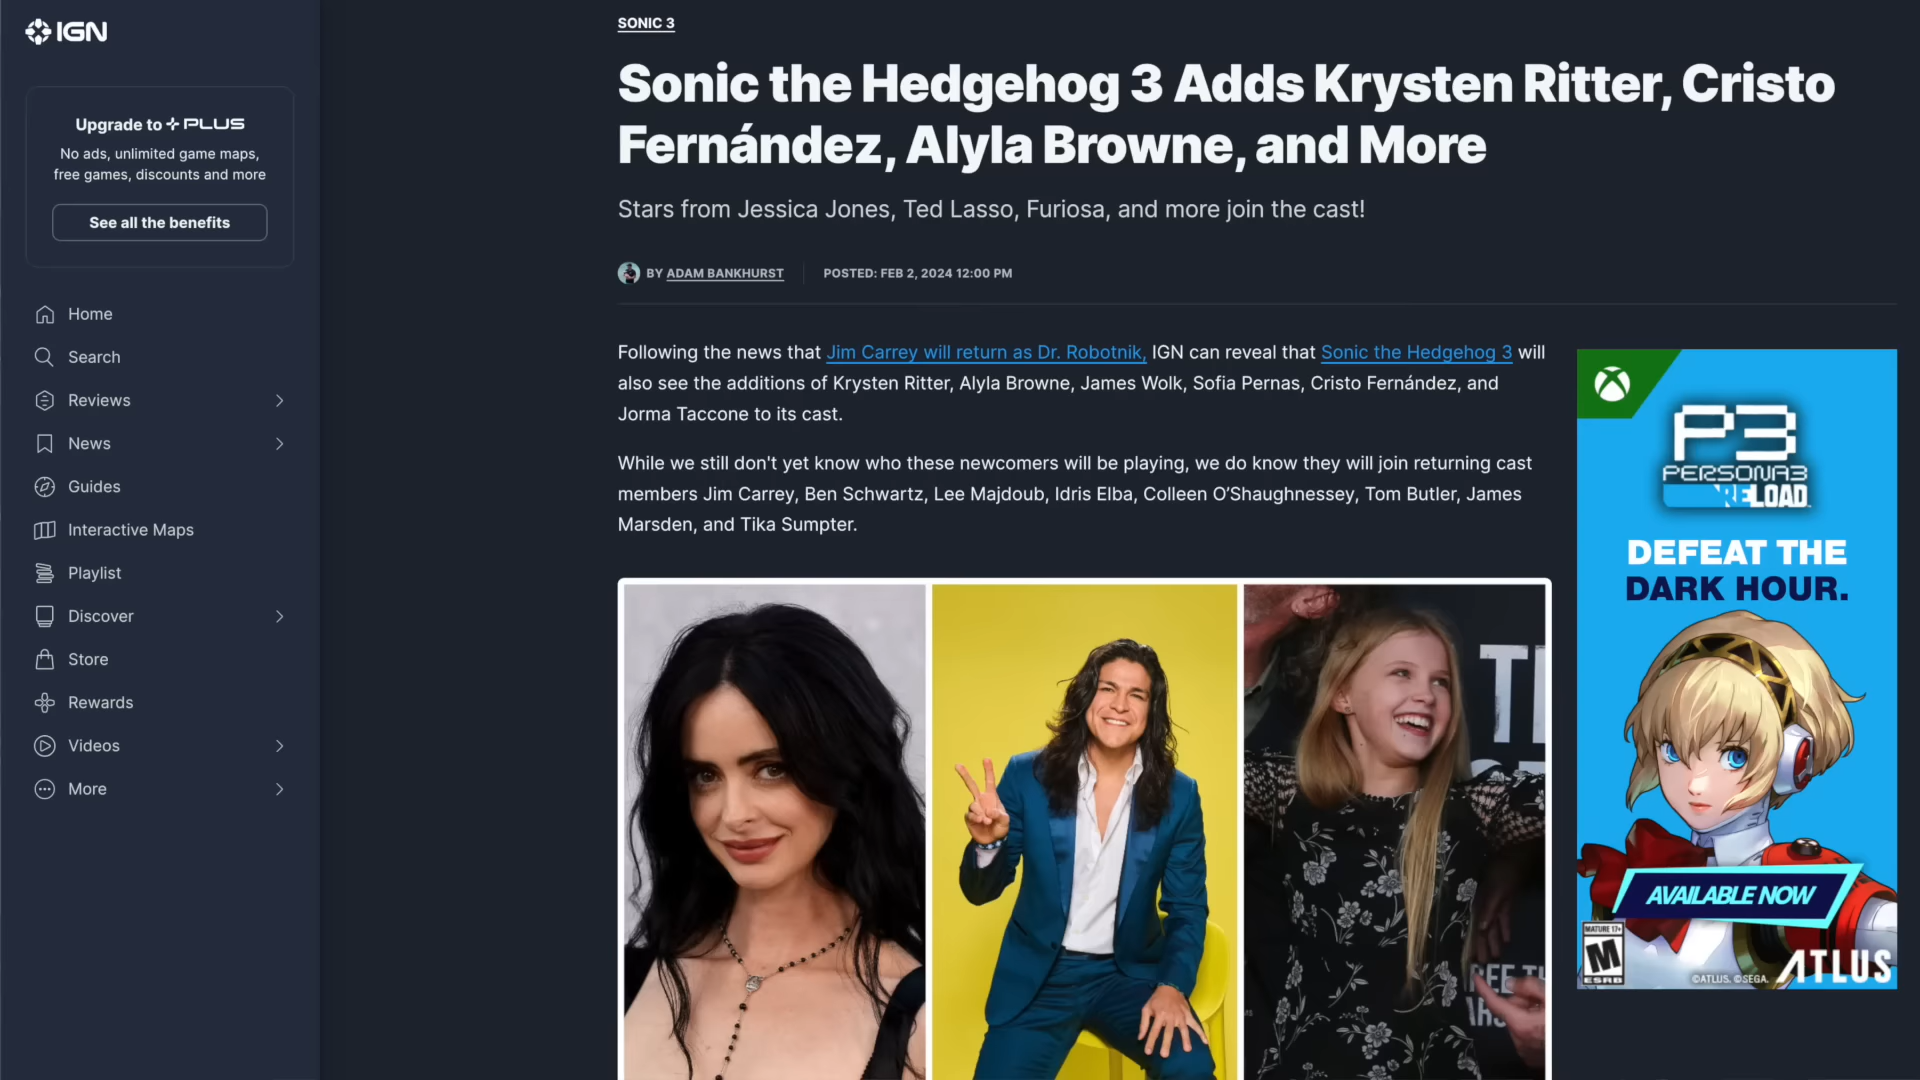 IGN
Upgrade to PLUS
No ads, unlimited game maps,
free games, discounts and more
See all the benefits
Home
Search
Reviews
News
Guides
Interactive Maps
Playlist
Discover
Store
Rewards
Videos
More
SONIC 3
Sonic the Hedgehog 3 Adds Krysten Ritter, Cristo
Fernández, Alyla Browne, and More
Stars from Jessica Jones, Ted Lasso, Furiosa, and more join the cast!
BY ADAM BANKHURST
POSTED: FEB 2, 2024 12:00 PM
Following the news that Jim Carrey will return as Dr. Robotnik, IGN can reveal that Sonic the Hedgehog 3 will
also see the additions of Krysten Ritter, Alyla Browne, James Wolk, Sofia Pernas, Cristo Fernández, and
Jorma Taccone to its cast.
While we still don't yet know who these newcomers will be playing, we do know they will join returning cast
members Jim Carrey, Ben Schwartz, Lee Majdoub, Idris Elba, Colleen O’Shaughnessey, Tom Butler, James
Marsden, and Tika Sumpter.
P3
PERSONA3
RELOAD
DEFEAT THE
DARK HOUR.
AVAILABLE NOW
MATURE 17+
M
ESRB
©ATLUS. ©SEGA.
ATLUS